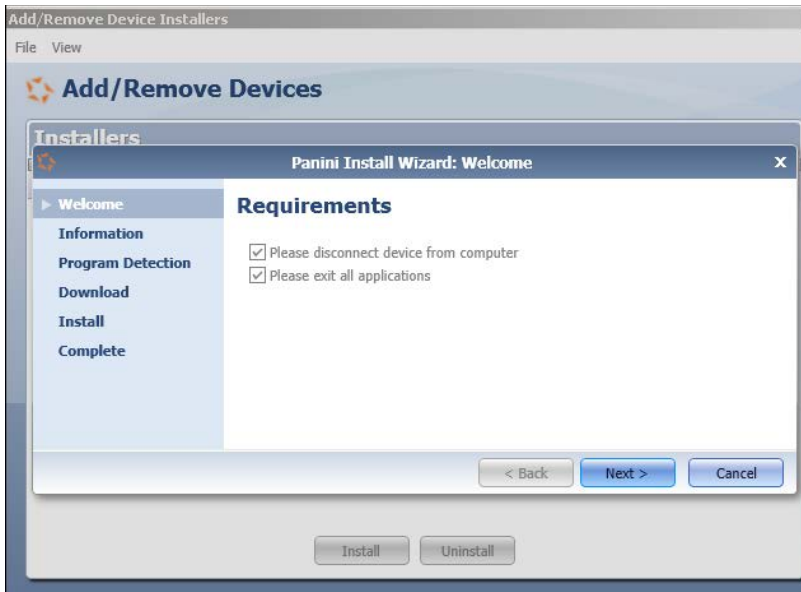 Add/Remove Device Installers
File View
Add/Remove Devices
Installers
Panini Install Wizard: Welcome x
Welcome
Information
Program Detection
Download
Install
Complete
Requirements
Please disconnect device from computer
Please exit all applications
< Back Next > Cancel
Install Uninstall